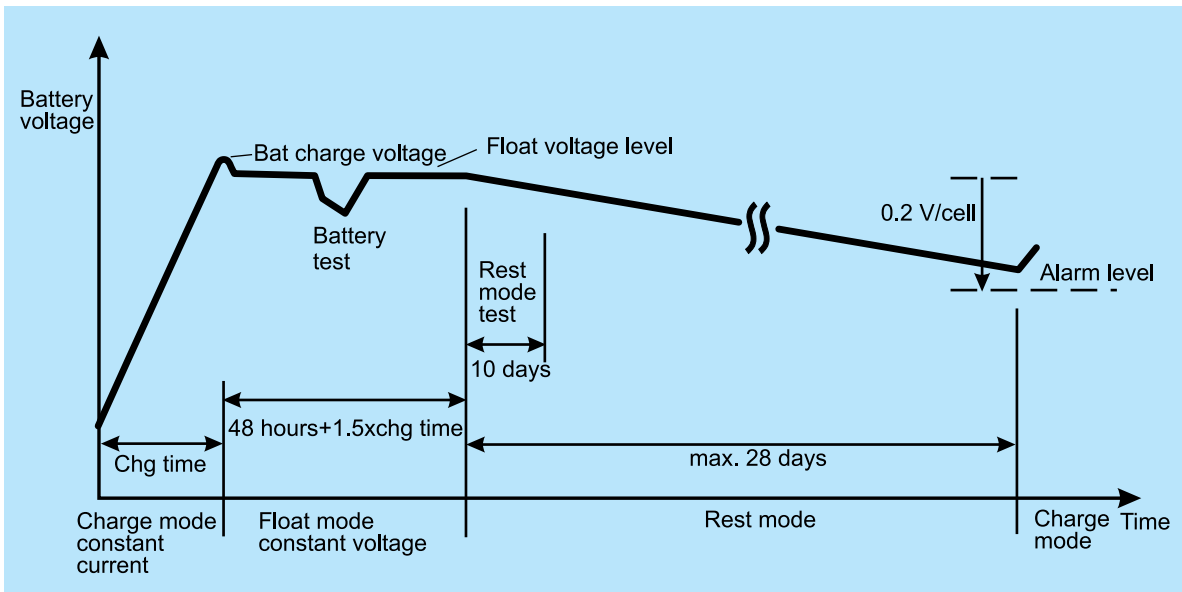 Battery
voltage
Bat charge voltage
Float voltage level
Battery
test
0.2 V/cell
Alarm level
Rest
mode
test
10 days
48 hours+1.5xchg time
Chg time
max. 28 days
Charge mode
constant
current
Float mode
constant voltage
Rest mode
Charge
mode
Time